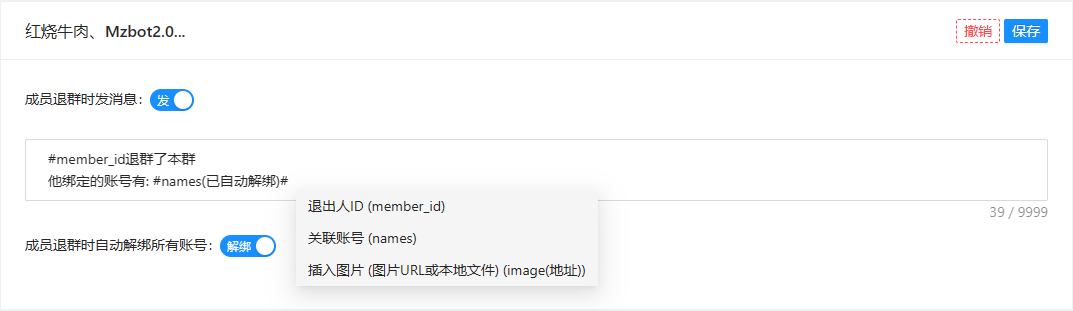 红烧牛肉、Mzbot2.0...
撤销 保存
成员退群时发消息: 发
#member_id退群了本群
他绑定的账号有: #names(已自动解绑)#
退出人ID (member_id)
39 / 9999
关联账号 (names)
成员退群时自动解绑所有账号: 解绑
插入图片 (图片URL或本地文件) (image(地址))